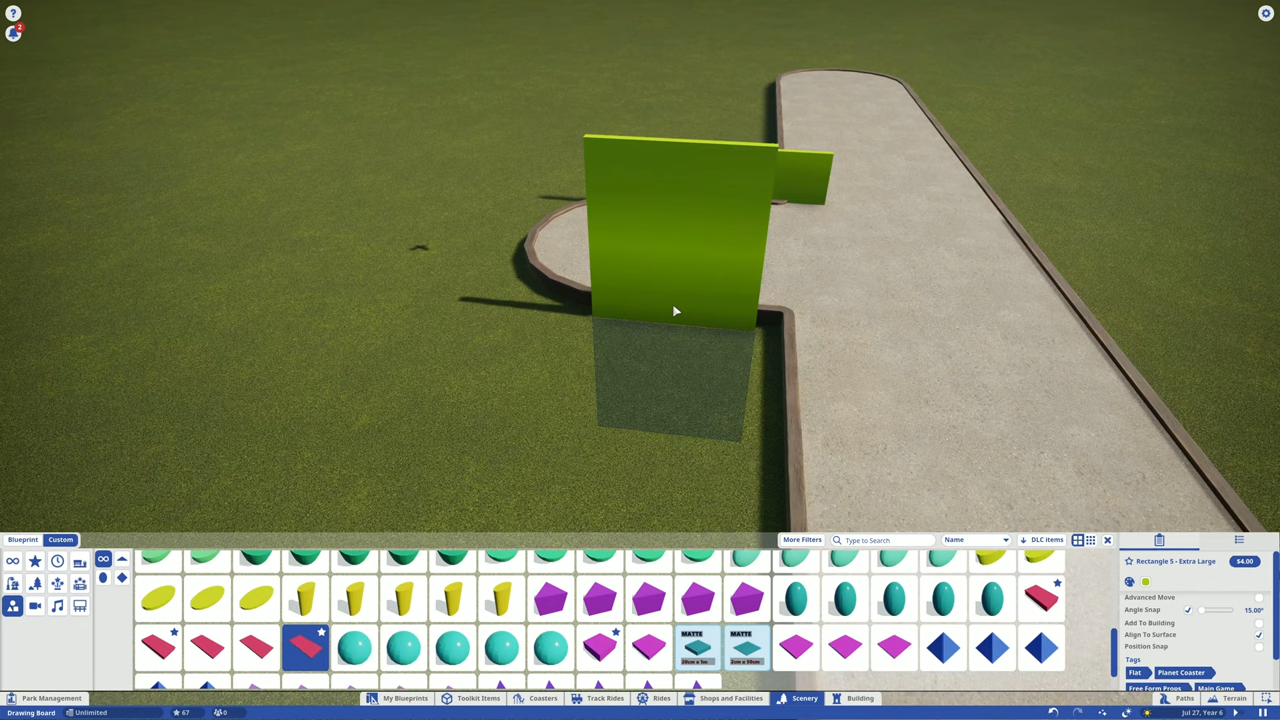 ?
2
Blueprint
Custom
More Filters
Type to Search
Name
DLC items
Rectangle 5 - Extra Large
$4.00
Advanced Move
Angle Snap
15.00°
Add To Building
Align To Surface
Position Snap
Tags
Flat
Planet Coaster
Free Form Props
Main Game
MATTE
MATTE
Park Management
My Blueprints
Toolkit Items
Coasters
Track Rides
Rides
Shops and Facilities
Scenery
Building
Paths
Terrain
Drawing Board
Unlimited
67
0
Jul 27, Year 6